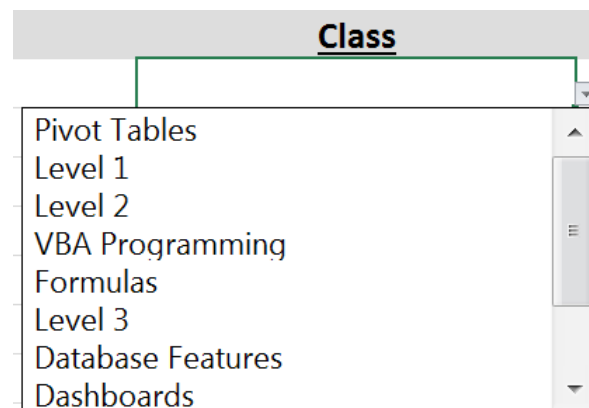 Class
Pivot Tables
Level 1
Level 2
VBA Programming
Formulas
Level 3
Database Features
Dashboards